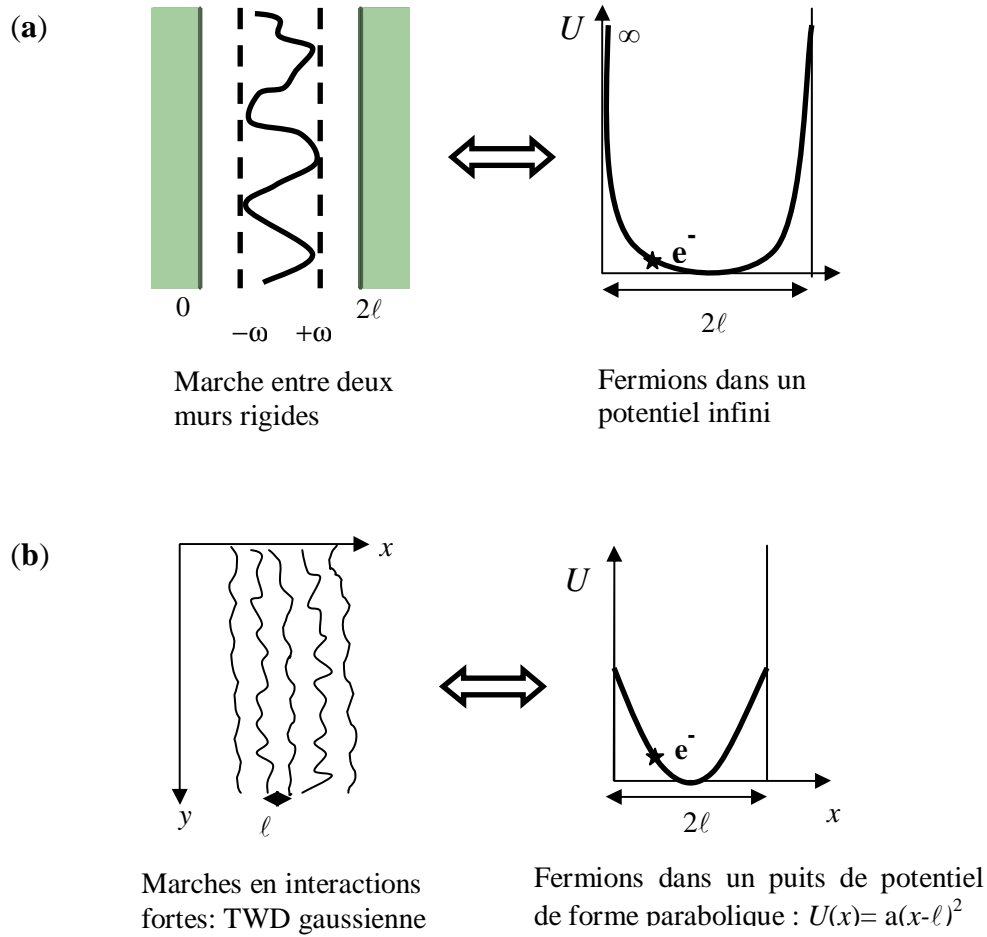 (a)
U
∞
e-
0
2ℓ
−ω
+ω
2ℓ
Marche entre deux
murs rigides
Fermions dans un
potentiel infini
(b)
x
U
e-
y
ℓ
2ℓ
x
Marches en interactions
fortes: TWD gaussienne
Fermions dans un puits de potentiel
de forme parabolique : U(x)= a(x-ℓ)²